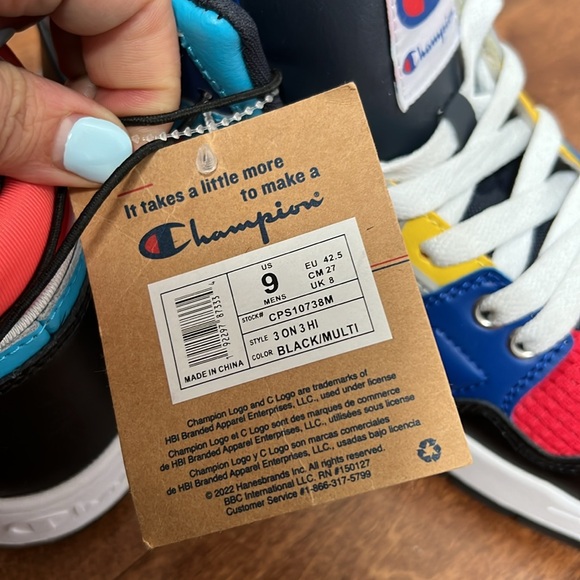 Champion
It takes a little more
to make a
Champion
US
9
MENS
EU 42.5
CM 27
UK 8
STOCK# CPS10738M
STYLE 3 ON 3 HI
COLOR BLACK/MULTI
1 92297 87333 4
MADE IN CHINA
Champion Logo and C Logo are trademarks of
HBI Branded Apparel Enterprises, LLC., used under license
Champion Logo et C Logo sont des marques de commerce
de HBI Branded Apparel Enterprises, LLC., utilisées sous license
Champion Logo y C Logo son marcas comerciales
de HBI Branded Apparel Enterprises, LLC., usadas bajo licencia
© 2022 Hanesbrands Inc. All rights reserved.
BBC International LLC. RN #150127
Customer Service #1-866-317-5799